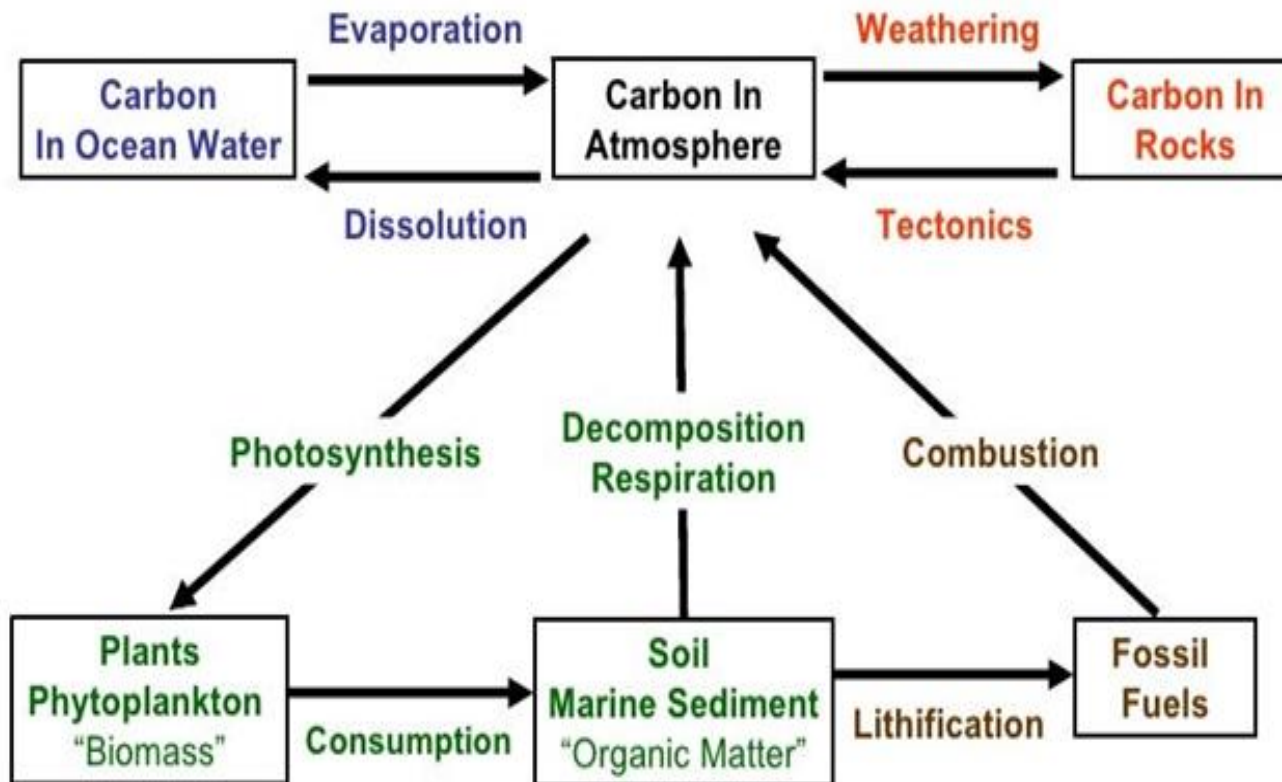 Evaporation
Weathering
Carbon
In Ocean Water
Carbon In
Atmosphere
Carbon In
Rocks
Dissolution
Tectonics
Photosynthesis
Decomposition
Respiration
Combustion
Plants
Phytoplankton
“Biomass”
Consumption
Soil
Marine Sediment
“Organic Matter”
Lithification
Fossil
Fuels